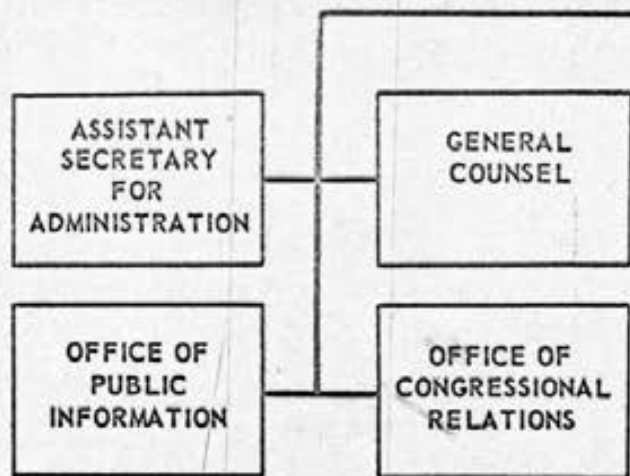 ASSISTANT
SECRETARY
FOR
ADMINISTRATION
GENERAL
COUNSEL
OFFICE OF
PUBLIC
INFORMATION
OFFICE OF
CONGRESSIONAL
RELATIONS